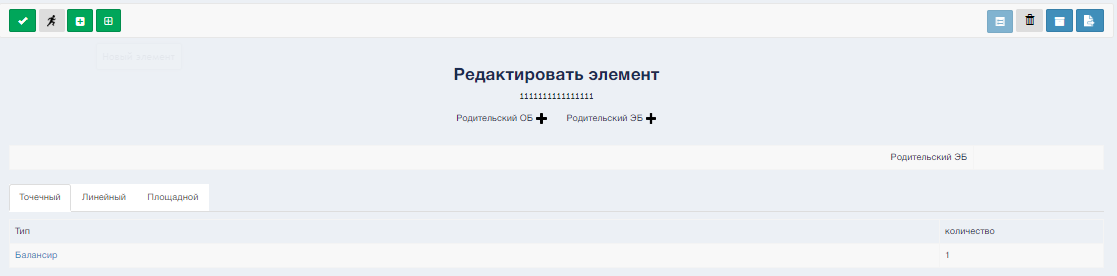 Новый элемент
Редактировать элемент
1111111111111111
Родительский ОБ Родительский ЭБ
Родительский ЭБ
Точечный Линейный Площадной
Тип количество
Балансир 1